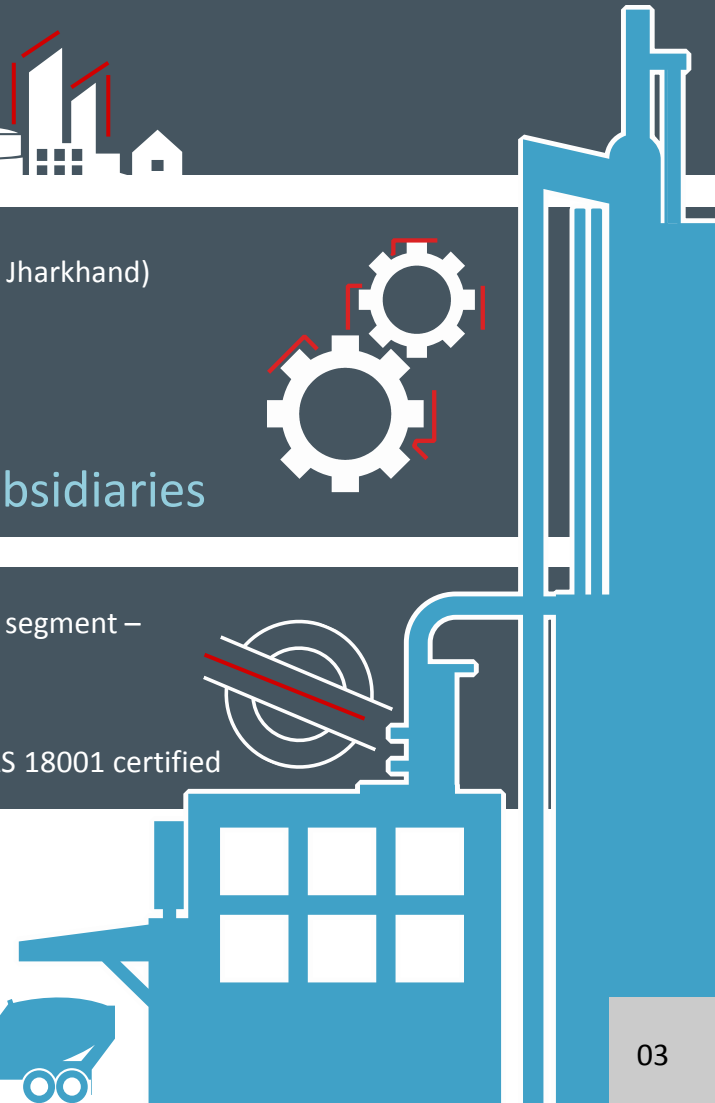 Jharkhand)
bsidiaries
segment –
S 18001 certified
03